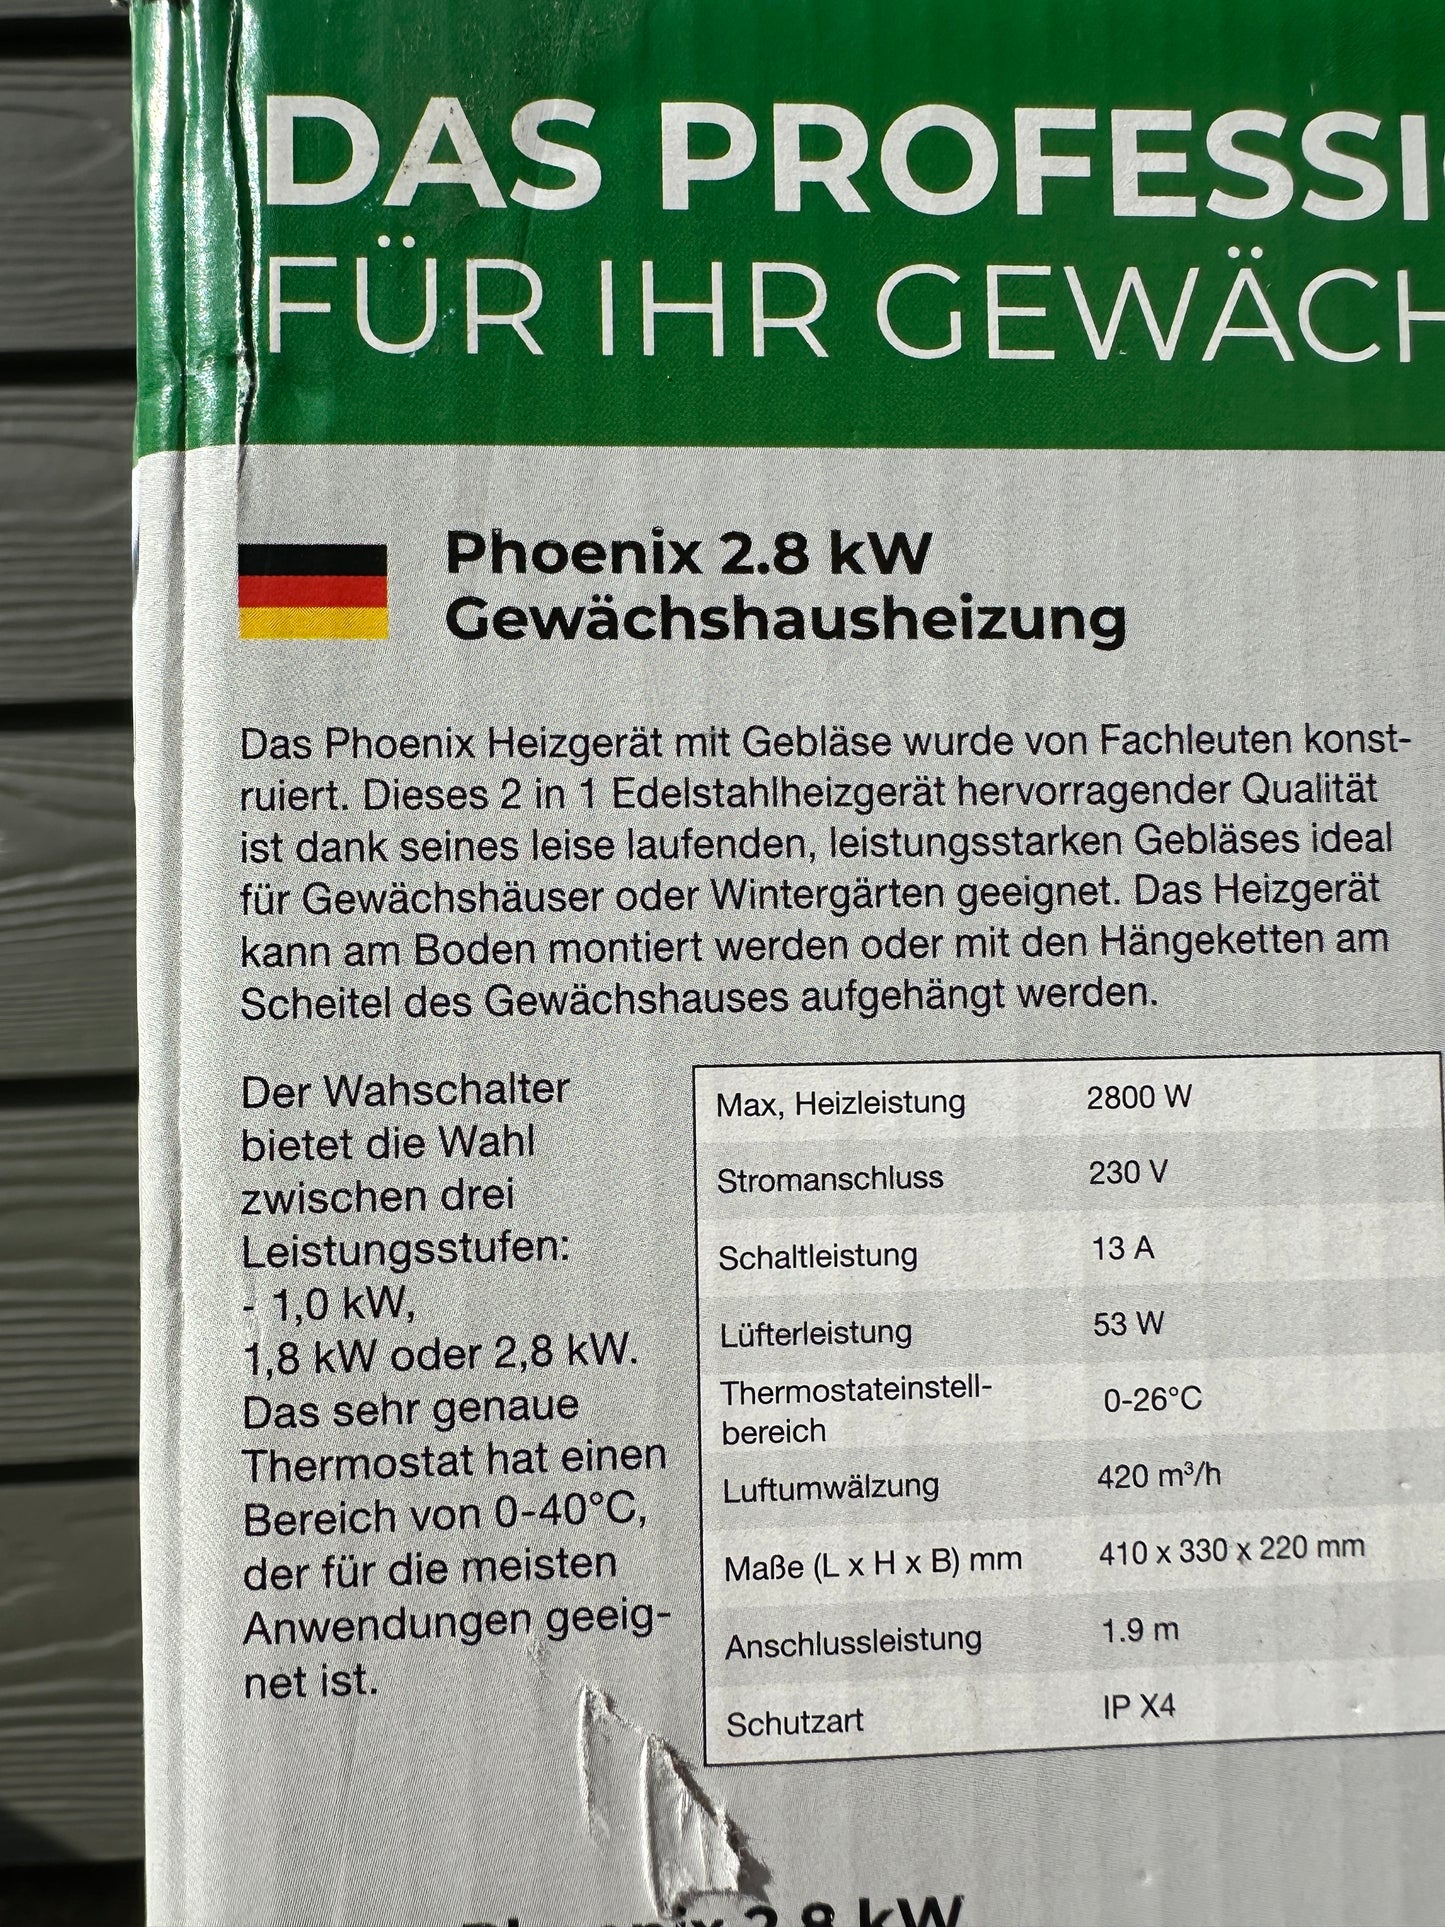 DAS PROFESSI
FÜR IHR GEWÄCH
Phoenix 2.8 kW
Gewächshausheizung
Das Phoenix Heizgerät mit Gebläse wurde von Fachleuten konst-
ruiert. Dieses 2 in 1 Edelstahlheizgerät hervorragender Qualität
ist dank seines leise laufenden, leistungsstarken Gebläses ideal
für Gewächshäuser oder Wintergärten geeignet. Das Heizgerät
kann am Boden montiert werden oder mit den Hängeketten am
Scheitel des Gewächshauses aufgehängt werden.
Der Wahschalter
bietet die Wahl
zwischen drei
Leistungsstufen:
- 1,0 kW,
1,8 kW oder 2,8 kW.
Das sehr genaue
Thermostat hat einen
Bereich von 0-40°C,
der für die meisten
Anwendungen geeig-
net ist.
Max, Heizleistung 2800 W
Stromanschluss 230 V
Schaltleistung 13 A
Lüfterleistung 53 W
Thermostateinstell-
bereich 0-26°C
Luftumwälzung 420 m³/h
Maße (L x H x B) mm 410 x 330 x 220 mm
Anschlussleistung 1.9 m
Schutzart IP X4
Phoenix 2.8 kW